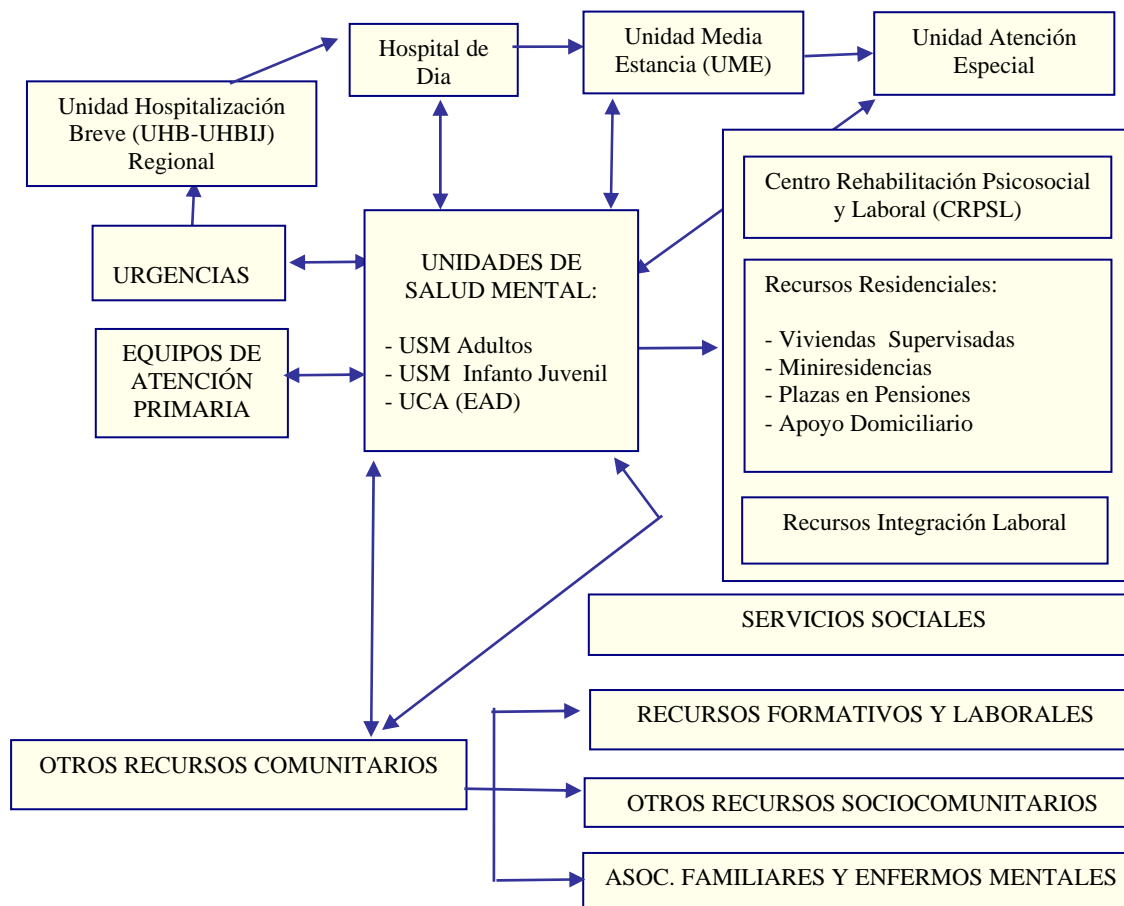 Hospital de
Dia
Unidad Media
Estancia (UME)
Unidad Atención
Especial
Unidad Hospitalización
Breve (UHB-UHBIJ)
Regional
Centro Rehabilitación Psicosocial
y Laboral (CRPSL)
URGENCIAS
UNIDADES DE
SALUD MENTAL:
- USM Adultos
- USM Infanto Juvenil
- UCA (EAD)
Recursos Residenciales:
- Viviendas Supervisadas
- Miniresidencias
- Plazas en Pensiones
- Apoyo Domiciliario
EQUIPOS DE
ATENCIÓN
PRIMARIA
Recursos Integración Laboral
SERVICIOS SOCIALES
RECURSOS FORMATIVOS Y LABORALES
OTROS RECURSOS COMUNITARIOS
OTROS RECURSOS SOCIOCOMUNITARIOS
ASOC. FAMILIARES Y ENFERMOS MENTALES